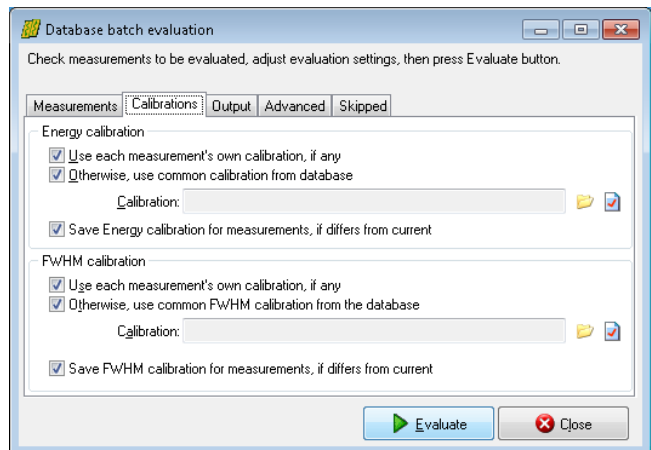 Database batch evaluation
Check measurements to be evaluated, adjust evaluation settings, then press Evaluate button.
Measurements Calibrations Output Advanced Skipped
Energy calibration
Use each measurement's own calibration, if any
Otherwise, use common calibration from database
Calibration:
Save Energy calibration for measurements, if differs from current
FWHM calibration
Use each measurement's own calibration, if any
Otherwise, use common FWHM calibration from the database
Calibration:
Save FWHM calibration for measurements, if differs from current
Evaluate Close